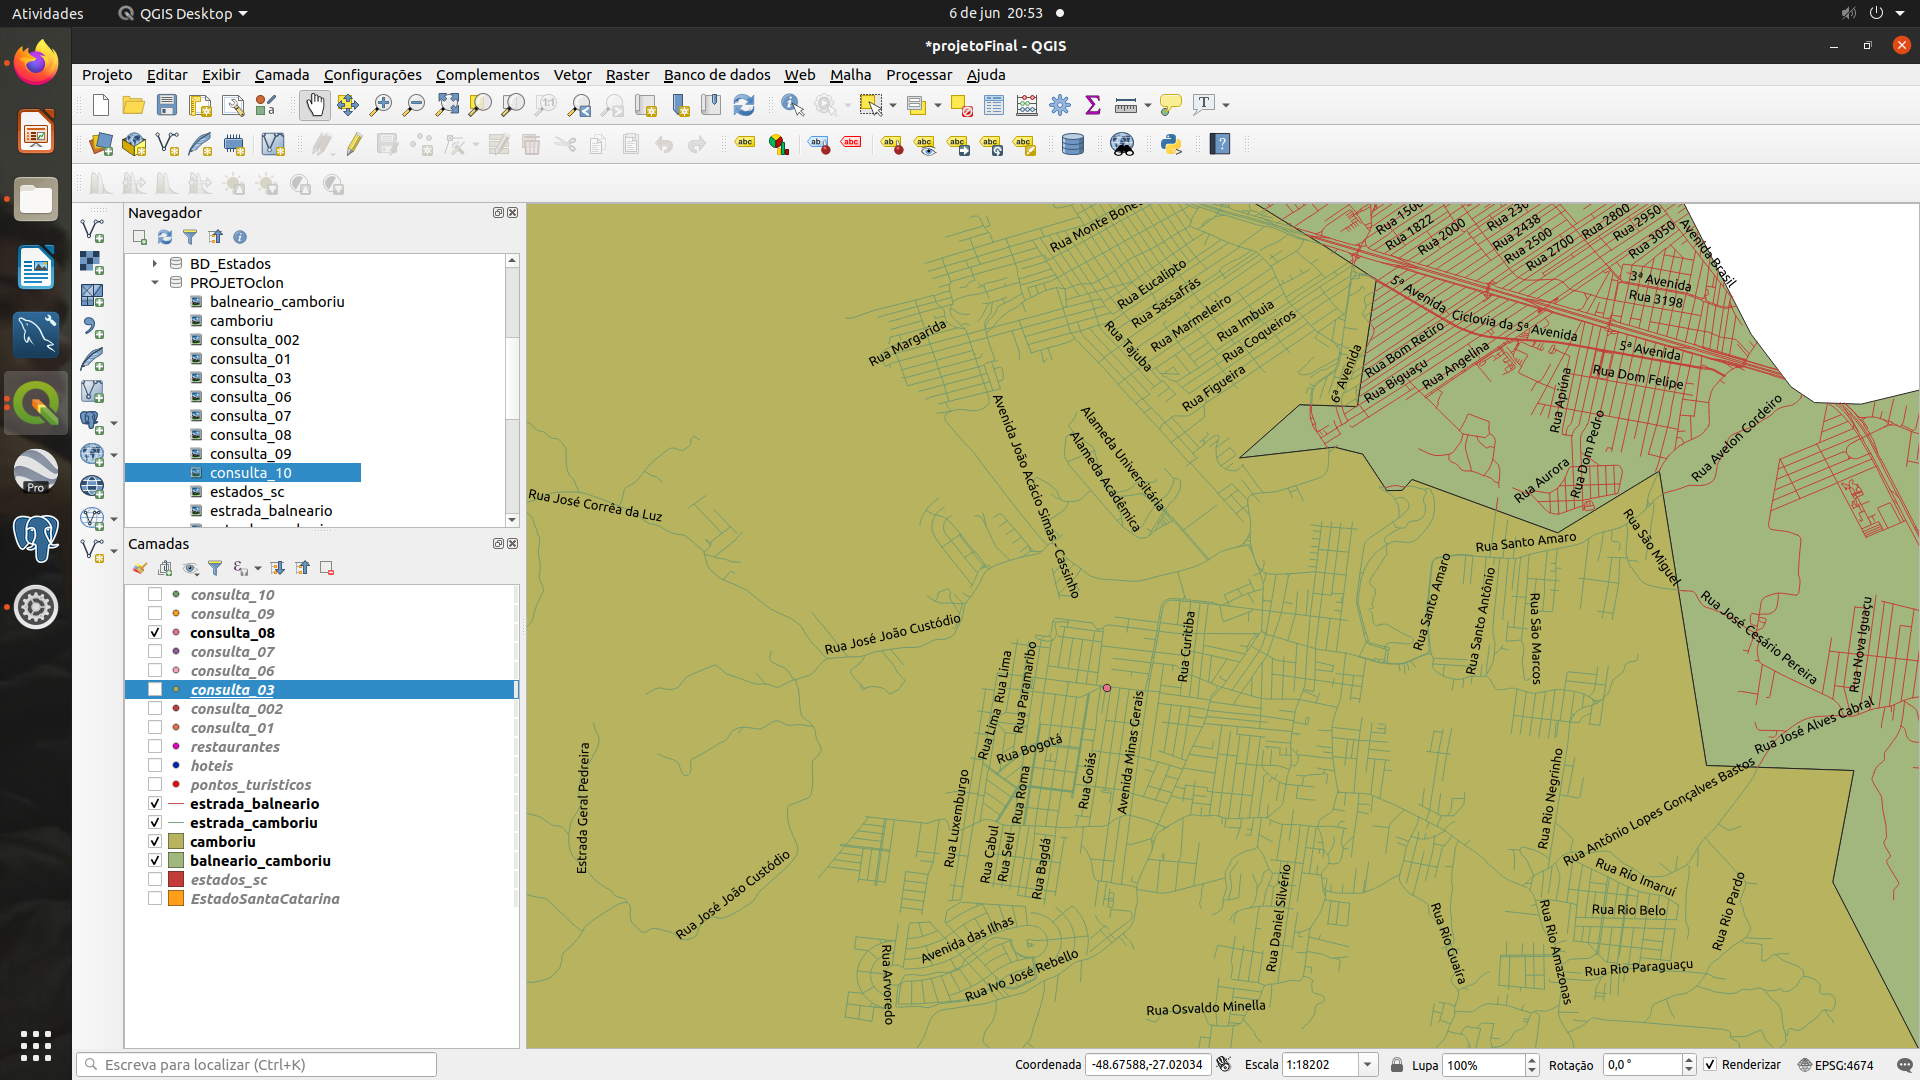 Atividades
QGIS Desktop
6 de jun 20:53
*projetoFinal - QGIS
Projeto Editar Exibir Camada Configurações Complementos Vetor Raster Banco de dados Web Malha Processar Ajuda
Navegador
BD_Estados
PROJETOclon
balneario_camboriu
camboriu
consulta_002
consulta_01
consulta_03
consulta_06
consulta_07
consulta_08
consulta_09
consulta_10
estados_sc
estrada_balneario
Camadas
consulta_10
consulta_09
consulta_08
consulta_07
consulta_06
consulta_03
consulta_002
consulta_01
restaurantes
hoteis
pontos_turisticos
estrada_balneario
estrada_camboriu
camboriu
balneario_camboriu
estados_sc
EstadoSantaCatarina
Pro
Rua Monte Bonet
Rua 1500
Rua 1822
Rua 2000
Rua 230
Rua 2438
Rua 2500
Rua 2700
Rua 2800
Rua 2950
Rua 3050
Avenida Brasil
3ª Avenida
Rua 3198
Rua Eucalipto
Rua Sassafrás
Rua Marmeleiro
Rua Imbuia
Rua Coqueiros
Rua Tajuba
Rua Figueira
Rua Margarida
6ª Avenida
5ª Avenida
Ciclovia da 5ª Avenida
5ª Avenida
Rua Bom Retiro
Rua Biguaçu
Rua Angelina
Rua Dom Felipe
Rua Apiúna
Rua Dom Pedro
Rua Aurora
Rua Avelon Cordeiro
Avenida João Acácio Simas - Cassinho
Alameda Universitária
Alameda Acadêmica
Rua José Corrêa da Luz
Rua José João Custódio
Rua Santo Amaro
Rua Santo Amaro
Rua Santo Antônio
Rua São Marcos
Rua São Miguel
Rua José Cesário Pereira
Rua Nova Iguaçu
Rua José Alves Cabral
Rua Curitiba
Rua Lima
Rua Lima
Rua Paramaribo
Rua Bogotá
Rua Goiás
Avenida Minas Gerais
Rua Roma
Rua Luxemburgo
Rua Cabul
Rua Seul
Rua Bagdá
Estrada Geral Pedreira
Rua José João Custódio
Rua Rio Negrinho
Rua Antônio Lopes Gonçalves Bastos
Rua Rio Imaruí
Rua Rio Belo
Rua Rio Pardo
Rua Rio Amazonas
Rua Rio Paraguaçu
Rua Rio Guaira
Rua Daniel Silvério
Avenida das Ilhas
Rua Ivo José Rebello
Rua Arvoredo
Rua Osvaldo Minella
Escreva para localizar (Ctrl+K)
Coordenada -48.67588,-27.02034 Escala 1:18202 Lupa 100% Rotação 0,0 ° Renderizar EPSG:4674